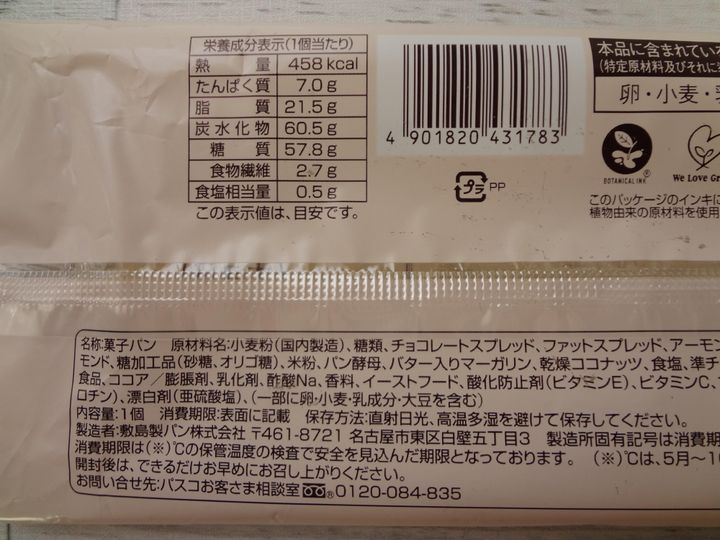 栄養成分表示(1個当たり)
熱量 458kcal
たんぱく質 7.0g
脂質 21.5g
炭水化物 60.5g
糖質 57.8g
食物繊維 2.7g
食塩相当量 0.5g
この表示値は、目安です。
4 901820 431783
プラ PP
本品に含まれてい
(特定原材料及びそれに
卵・小麦・
BOTANICAL INK®
We Love Gr
このパッケージのインキに
植物由来の原材料を使用
名称:菓子パン 原材料名:小麦粉(国内製造)、糖類、チョコレートスプレッド、ファットスプレッド、アーモン
モンド、糖加工品(砂糖、オリゴ糖)、米粉、パン酵母、バター入りマーガリン、乾燥ココナッツ、食塩、準チ
食品、ココア/膨脹剤、乳化剤、酢酸Na、香料、イーストフード、酸化防止剤(ビタミンE)、ビタミンC、
ロチン)、漂白剤(亜硫酸塩)、(一部に卵・小麦・乳成分・大豆を含む)
内容量:1個 消費期限:表面に記載 保存方法:直射日光、高温多湿を避けて保存してください。
製造者:敷島製パン株式会社 〒461-8721 名古屋市東区白壁五丁目3 製造所固有記号は消費期
消費期限は(※)℃の保管温度の検査で安全を見込んだ期限となっております。 (※)℃は、5月~1
開封後は、できるだけお早めにお召し上がりください。
お問い合せ先:パスコお客さま相談室 ®0120-084-835